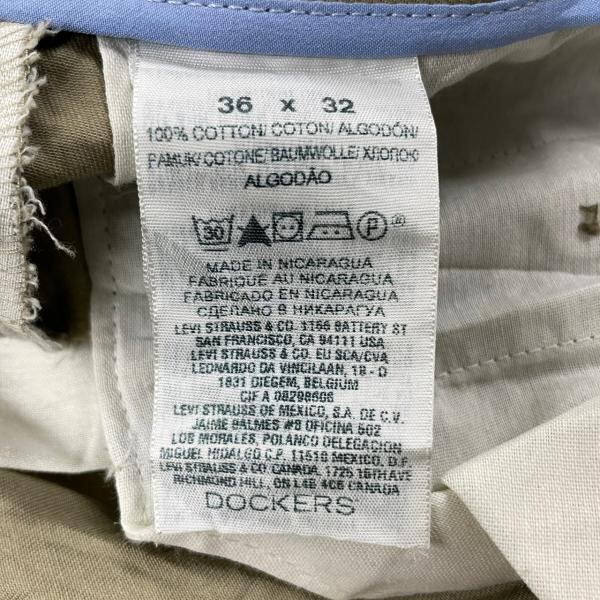 36 x 32
100% COTTON/ COTON/ ALGODÓN/
PAMUK/ COTONE/ BAUMWOLLE/ ХЛОПОК/
ALGODÃO
30 P ®
MADE IN NICARAGUA
FABRIQUE AU NICARAGUA
FABRICADO EN NICARAGUA
СДЕЛАНО В НИКАРАГУА
LEVI STRAUSS & CO. 1155 BATTERY ST
SAN FRANCISCO, CA 94111 USA
LEVI STRAUSS & CO. EU SCA/CVA
LEONARDO DA VINCILAAN, 19 - D
1831 DIEGEM, BELGIUM
CIF A 08298606
LEVI STRAUSS DE MEXICO, S.A. DE C.V.
JAIME BALMES #8 OFICINA 602
LOS MORALES, POLANCO DELEGACION
MIGUEL HIDALGO C.P. 11510 MEXICO, D.F.
LEVI STRAUSS & CO. CANADA, 1725 16TH AVE
RICHMOND HILL, ON L4B 4C6 CANADA
DOCKERS